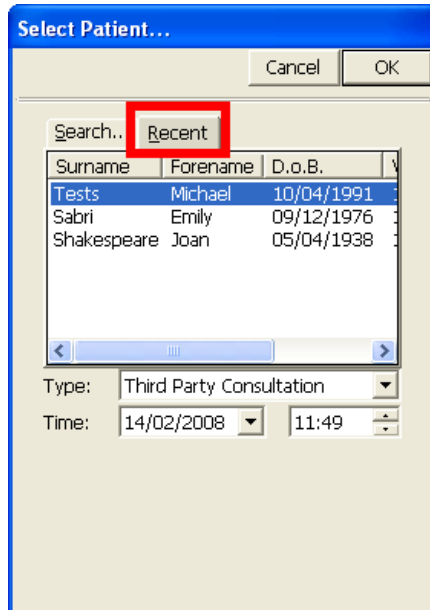 Select Patient...
Cancel OK
Search.. Recent
Surname Forename D.o.B.
Tests Michael 10/04/1991
Sabri Emily 09/12/1976
Shakespeare Joan 05/04/1938
Type: Third Party Consultation
Time: 14/02/2008 11:49